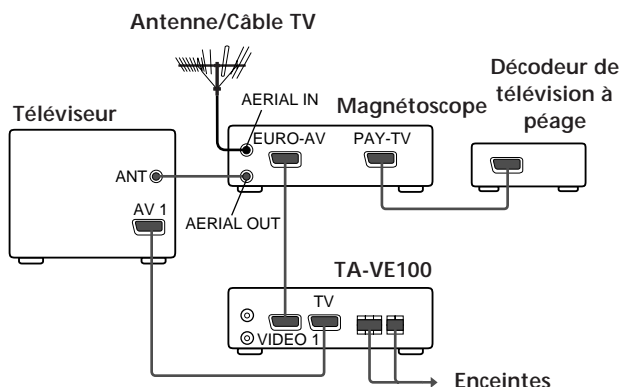 Antenne/Câble TV
Décodeur de
télévision à
péage
AERIAL IN
Magnétoscope
Téléviseur
EURO-AV
PAY-TV
ANT
AV 1
AERIAL OUT
TA-VE100
TV
VIDEO 1
Enceintes